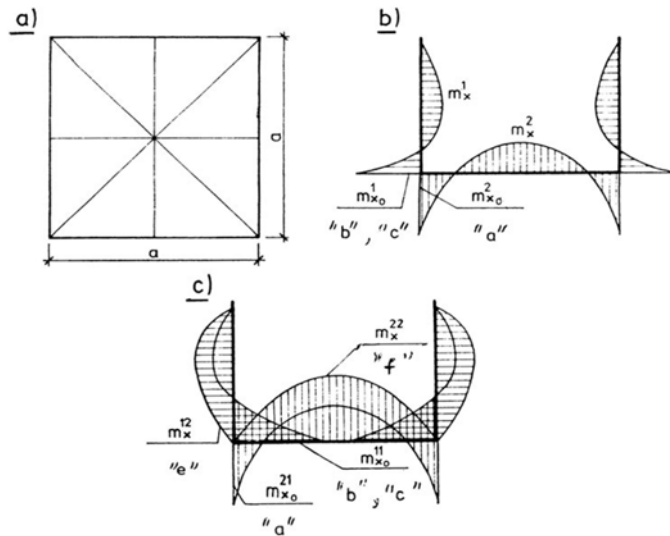 a)
a
a
b)
m¹ₓ
m²ₓ
m¹ₓ₀
m²ₓ₀
"b" , "c"
"a"
c)
m²²ₓ
"f"
m¹²ₓ
"e"
m¹¹ₓ₀
"b" , "c"
m²¹ₓ₀
"a"